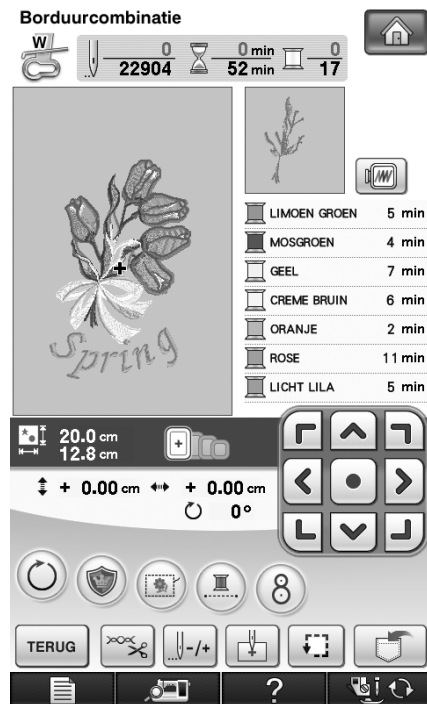 Borduurcombinatie
W
0 0 min 0
22904 52 min 17
LIMOEN GROEN 5 min
MOSGROEN 4 min
GEEL 7 min
CREME BRUIN 6 min
ORANJE 2 min
ROSE 11 min
LICHT LILA 5 min
Spring
20.0 cm
12.8 cm
+ 0.00 cm + 0.00 cm
0°
8
TERUG -/+
?